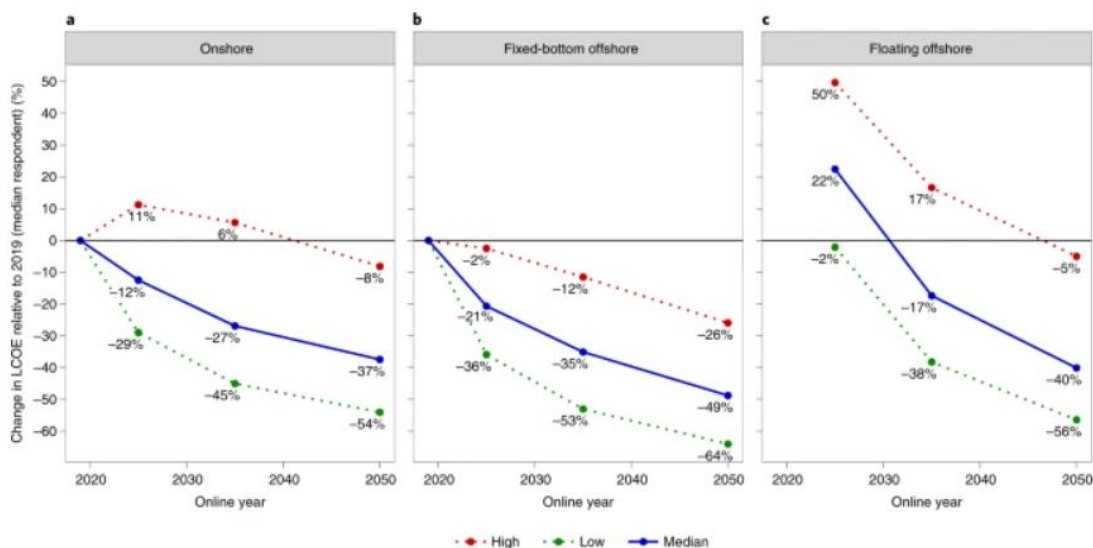 a
b
c
Onshore
Fixed-bottom offshore
Floating offshore
Change in LCOE relative to 2019 (median respondent) (%)
50
40
30
20
10
0
−10
−20
−30
−40
−50
−60
11%
6%
−8%
−12%
−27%
−37%
−29%
−45%
−54%
−2%
−12%
−26%
−21%
−35%
−49%
−36%
−53%
−64%
50%
17%
−5%
22%
−17%
−40%
−2%
−38%
−56%
2020 2030 2040 2050
2020 2030 2040 2050
2020 2030 2040 2050
Online year
Online year
Online year
High Low Median